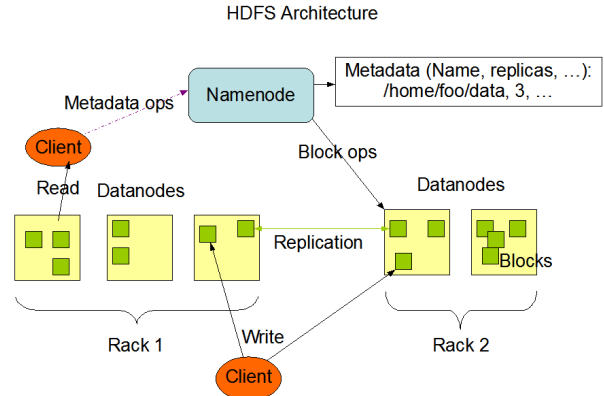 HDFS Architecture
Metadata (Name, replicas, …):
/home/foo/data, 3, …
Namenode
Metadata ops
Client
Block ops
Read
Datanodes
Datanodes
Replication
Blocks
Write
Rack 1
Rack 2
Client